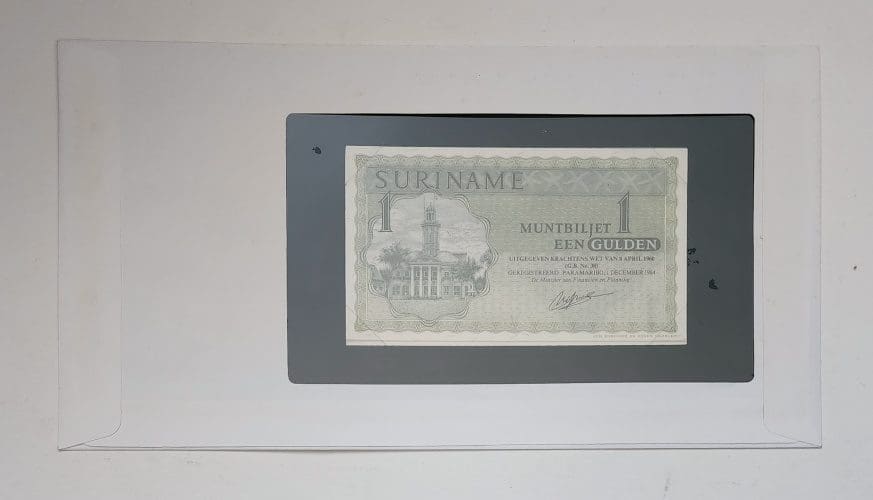 SURINAME
1
MUNTBILJET 1
EEN GULDEN
UITGEGEVEN KRACHTENS WET VAN 8 APRIL 1960
(G.B. Nr. 30)
GEREGISTREERD, PARAMARIBO, 1 DECEMBER 1984
De Minister van Financiën en Planning